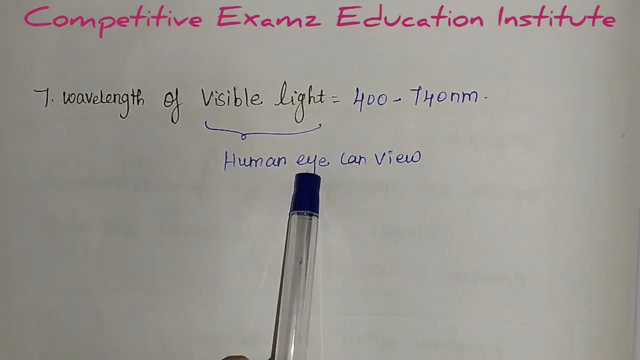 Competitive Examz Education Institute
7. wavelength of visible light = 400 - 740nm.
Human eye can view